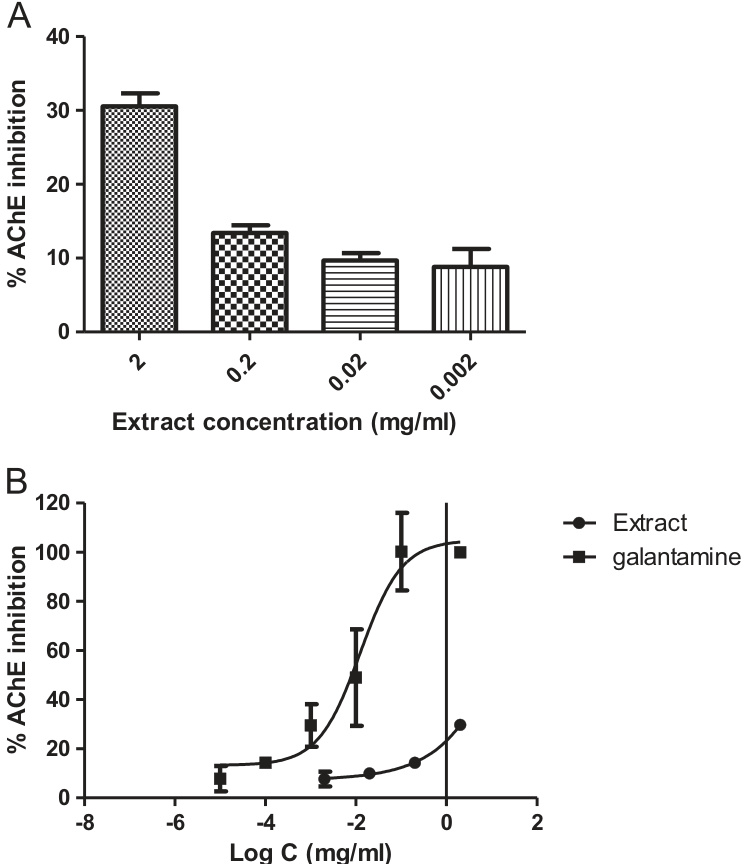 A
% AChE inhibition
40
30
20
10
0
2
0.2
0.02
0.002
Extract concentration (mg/ml)
B
% AChE inhibition
120
100
80
60
40
20
0
-8
-6
-4
-2
0
2
Log C (mg/ml)
Extract
galantamine